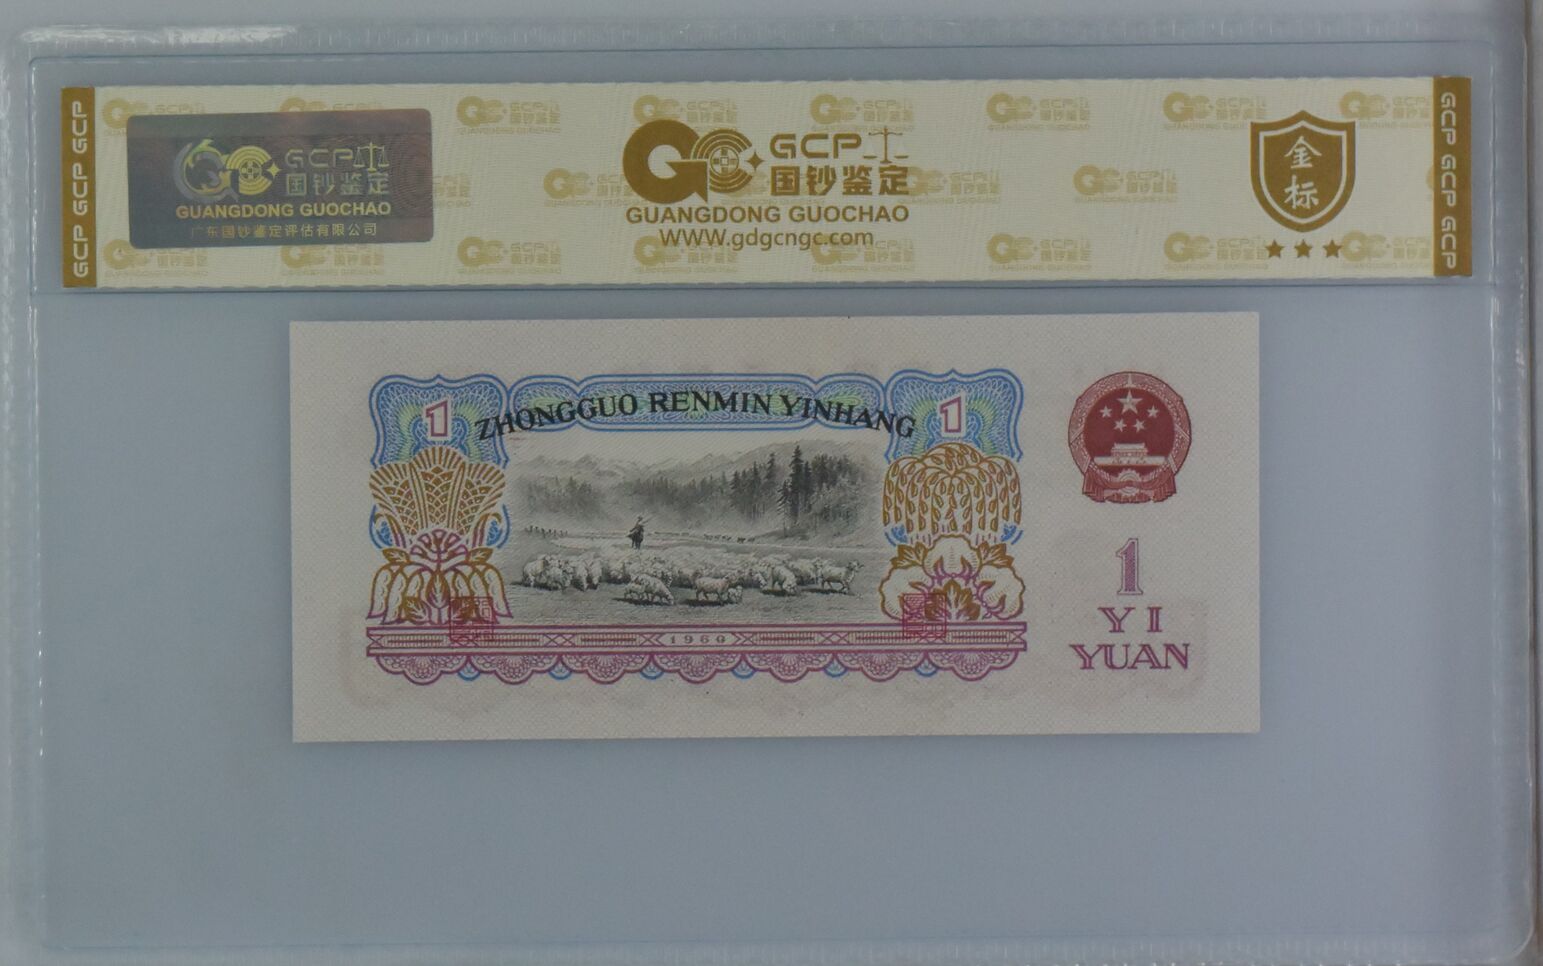 GCP GCP GCP
GCP
国钞鉴定
GUANGDONG GUOCHAO
广东国钞鉴定评估有限公司
GCP
国钞鉴定
GUANGDONG GUOCHAO
WWW.gdgcngc.com
金标
GCP GCP GCP
ZHONGGUO RENMIN YINHANG
1
1
1960
1
YI
YUAN